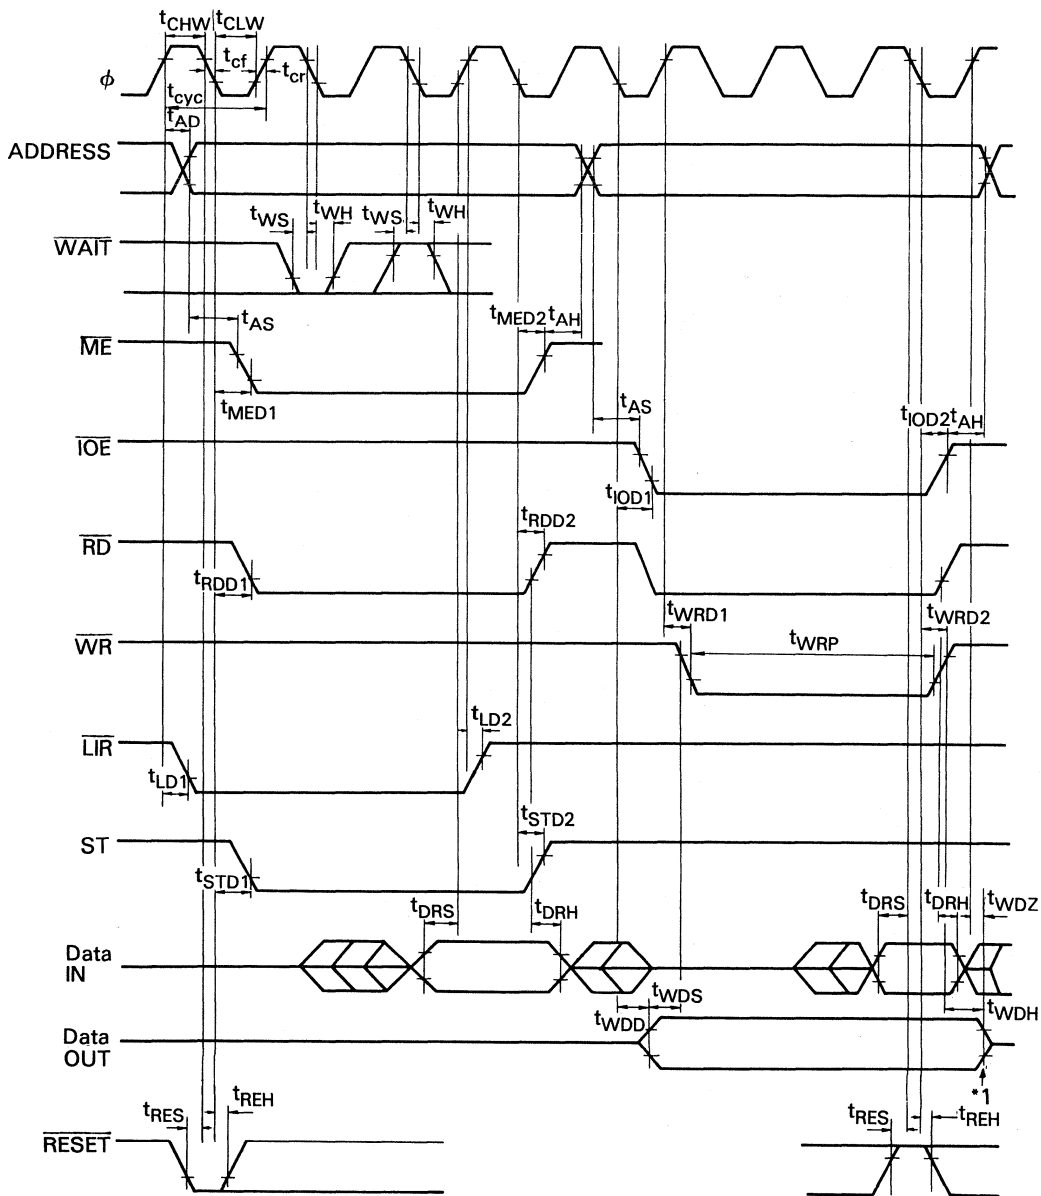 tCHW tCLW
tcf
tcr
φ
tcyc
tAD
ADDRESS
tWS tWH tWS tWH
WAIT
tAS
tMED2 tAH
ME
tMED1
tAS
tIOD2 tAH
IOE
tIOD1
tRDD2
RD
tRDD1
tWRD1
tWRP
tWRD2
WR
tLD2
LIR
tLD1
tSTD2
ST
tSTD1
tDRS tDRH
tDRS tDRH tWDZ
Data
IN
tWDS
tWDD
tWDH
Data
OUT
*1
tRES tREH
tRES tREH
RESET